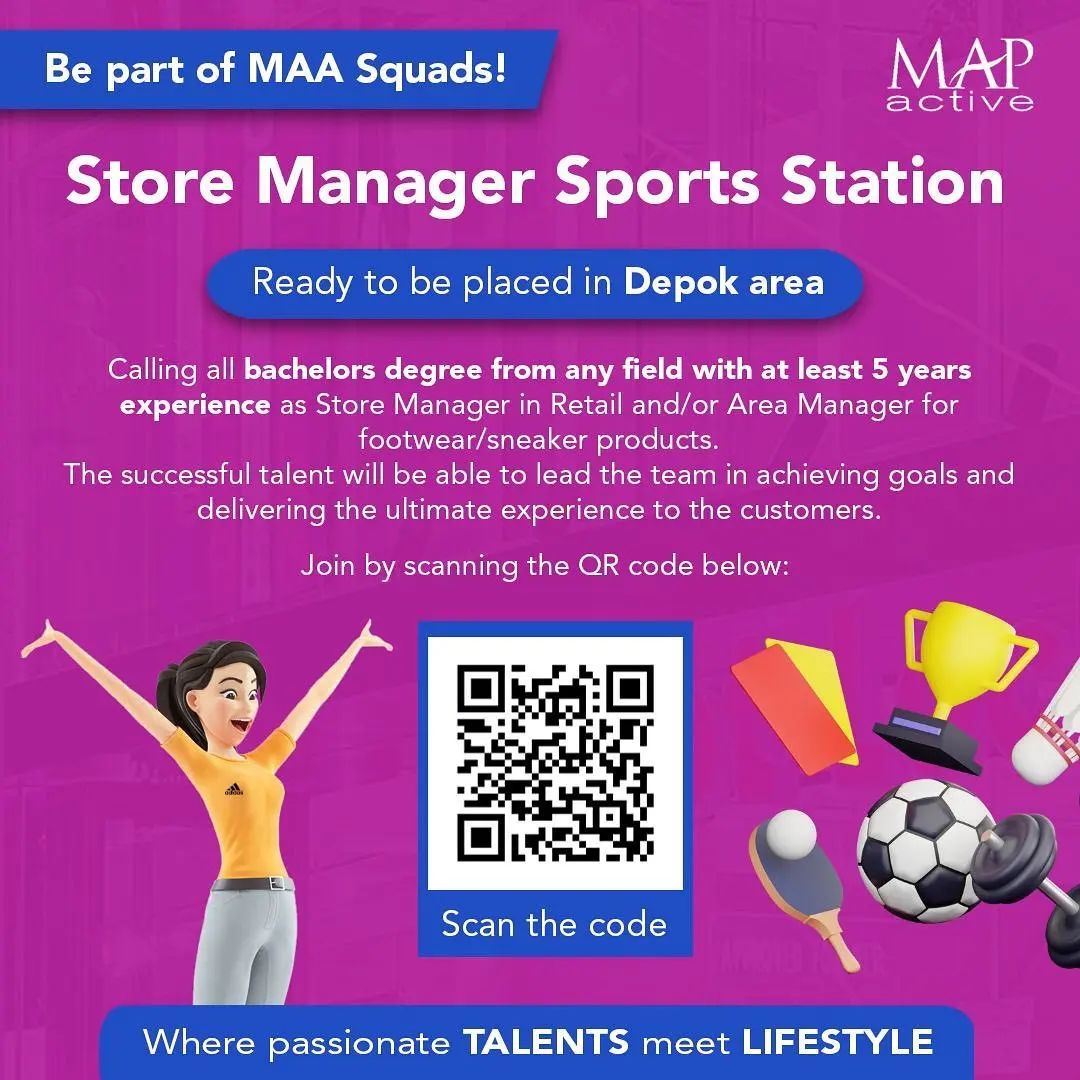 Be part of MAA Squads!
MAP
active
Store Manager Sports Station
Ready to be placed in Depok area
Calling all bachelors degree from any field with at least 5 years
experience as Store Manager in Retail and/or Area Manager for
footwear/sneaker products.
The successful talent will be able to lead the team in achieving goals and
delivering the ultimate experience to the customers.
Join by scanning the QR code below:
adidas
Scan the code
Where passionate TALENTS meet LIFESTYLE